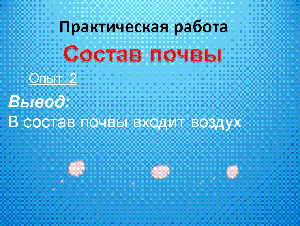 Практическая работа
Состав почвы
Опыт 2
Вывод:
В состав почвы входит воздух